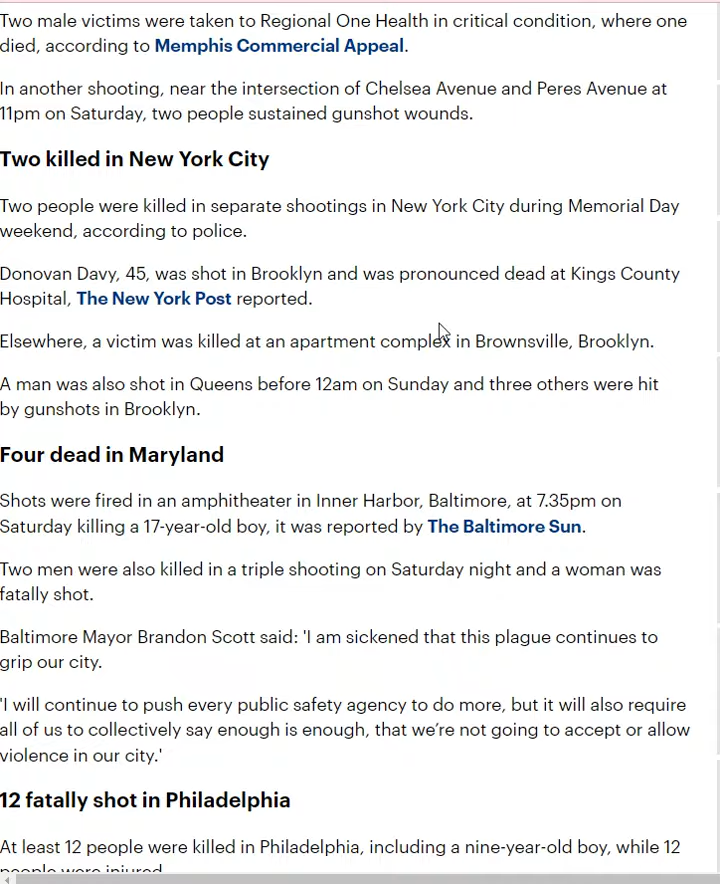 Two male victims were taken to Regional One Health in critical condition, where one
died, according to Memphis Commercial Appeal.
In another shooting, near the intersection of Chelsea Avenue and Peres Avenue at
11pm on Saturday, two people sustained gunshot wounds.
Two killed in New York City
Two people were killed in separate shootings in New York City during Memorial Day
weekend, according to police.
Donovan Davy, 45, was shot in Brooklyn and was pronounced dead at Kings County
Hospital, The New York Post reported.
Elsewhere, a victim was killed at an apartment complex in Brownsville, Brooklyn.
A man was also shot in Queens before 12am on Sunday and three others were hit
by gunshots in Brooklyn.
Four dead in Maryland
Shots were fired in an amphitheater in Inner Harbor, Baltimore, at 7.35pm on
Saturday killing a 17-year-old boy, it was reported by The Baltimore Sun.
Two men were also killed in a triple shooting on Saturday night and a woman was
fatally shot.
Baltimore Mayor Brandon Scott said: 'I am sickened that this plague continues to
grip our city.
'I will continue to push every public safety agency to do more, but it will also require
all of us to collectively say enough is enough, that we’re not going to accept or allow
violence in our city.'
12 fatally shot in Philadelphia
At least 12 people were killed in Philadelphia, including a nine-year-old boy, while 12
people were injured